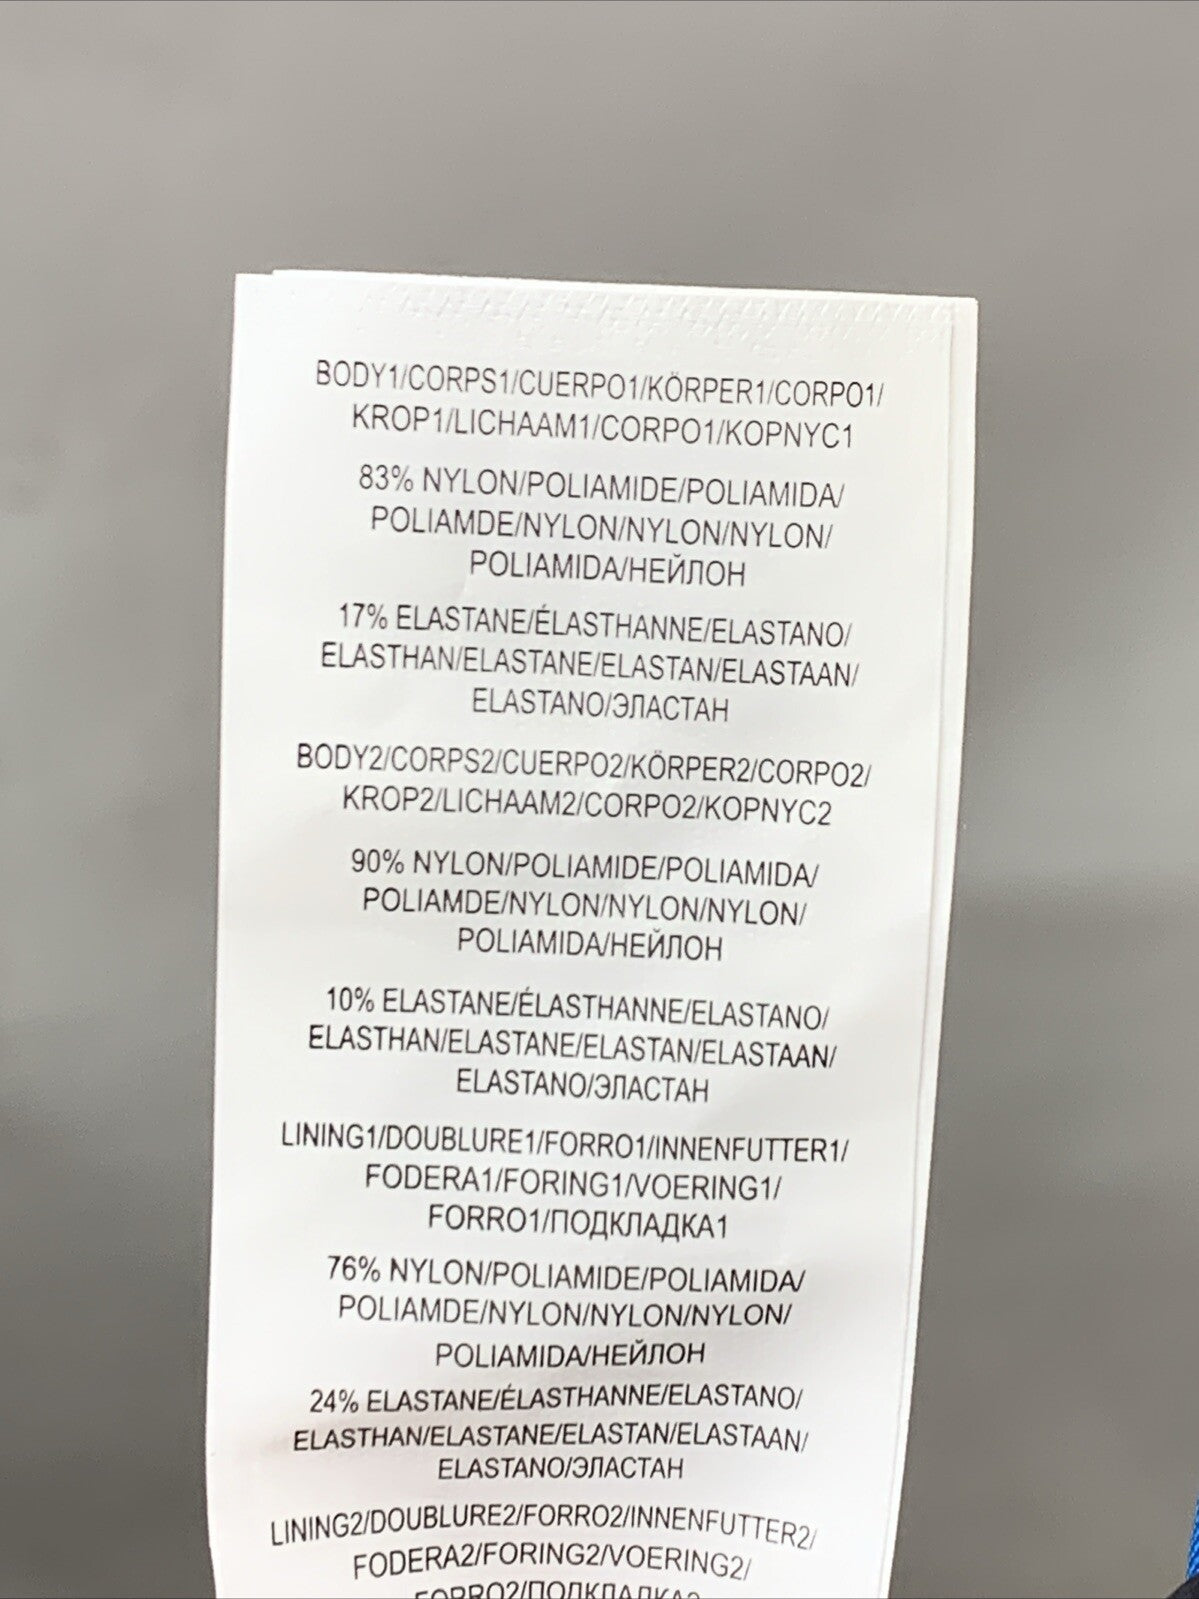 BODY1/CORPS1/CUERPO1/KÖRPER1/CORPO1/
KROP1/LICHAAM1/CORPO1/KOPNYC1
83% NYLON/POLIAMIDE/POLIAMIDA/
POLIAMDE/NYLON/NYLON/NYLON/
POLIAMIDA/НЕЙЛОН
17% ELASTANE/ÉLASTHANNE/ELASTANO/
ELASTHAN/ELASTANE/ELASTAN/ELASTAAN/
ELASTANO/ЭЛАСТАН
BODY2/CORPS2/CUERPO2/KÖRPER2/CORPO2/
KROP2/LICHAAM2/CORPO2/KOPNYC2
90% NYLON/POLIAMIDE/POLIAMIDA/
POLIAMDE/NYLON/NYLON/NYLON/
POLIAMIDA/НЕЙЛОН
10% ELASTANE/ÉLASTHANNE/ELASTANO/
ELASTHAN/ELASTANE/ELASTAN/ELASTAAN/
ELASTANO/ЭЛАСТАН
LINING1/DOUBLURE1/FORRO1/INNENFUTTER1/
FODERA1/FORING1/VOERING1/
FORRO1/ПОДКЛАДКА1
76% NYLON/POLIAMIDE/POLIAMIDA/
POLIAMDE/NYLON/NYLON/NYLON/
POLIAMIDA/НЕЙЛОН
24% ELASTANE/ÉLASTHANNE/ELASTANO/
ELASTHAN/ELASTANE/ELASTAN/ELASTAAN/
ELASTANO/ЭЛАСТАН
LINING2/DOUBLURE2/FORRO2/INNENFUTTER2/
FODERA2/FORING2/VOERING2/
FORRO2/ПОДКЛАДКА2